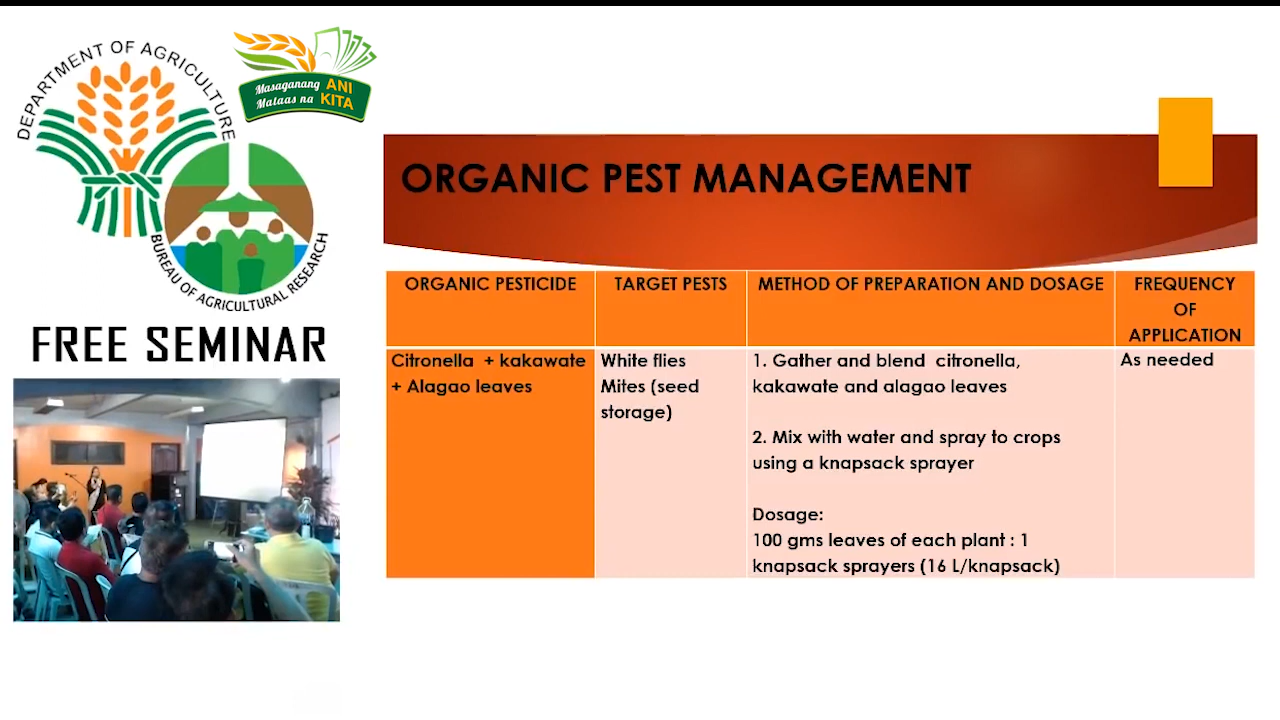 DEPARTMENT OF AGRICULTURE
Masaganang ANI
Mataas na KITA
BUREAU OF AGRICULTURAL RESEARCH
FREE SEMINAR
ORGANIC PEST MANAGEMENT
ORGANIC PESTICIDE
TARGET PESTS
METHOD OF PREPARATION AND DOSAGE
FREQUENCY
OF
APPLICATION
Citronella + kakawate
+ Alagao leaves
White flies
Mites (seed
storage)
1. Gather and blend citronella,
kakawate and alagao leaves
2. Mix with water and spray to crops
using a knapsack sprayer
Dosage:
100 gms leaves of each plant : 1
knapsack sprayers (16 L/knapsack)
As needed